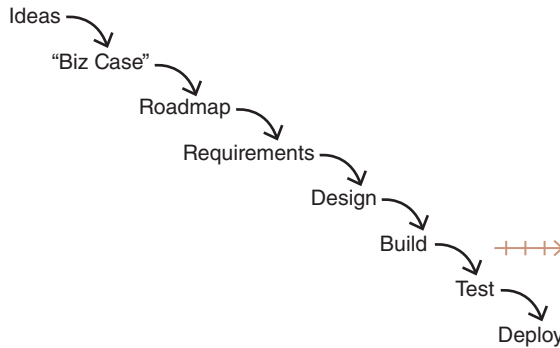 Ideas
“Biz Case”
Roadmap
Requirements
Design
Build
Test
Deploy